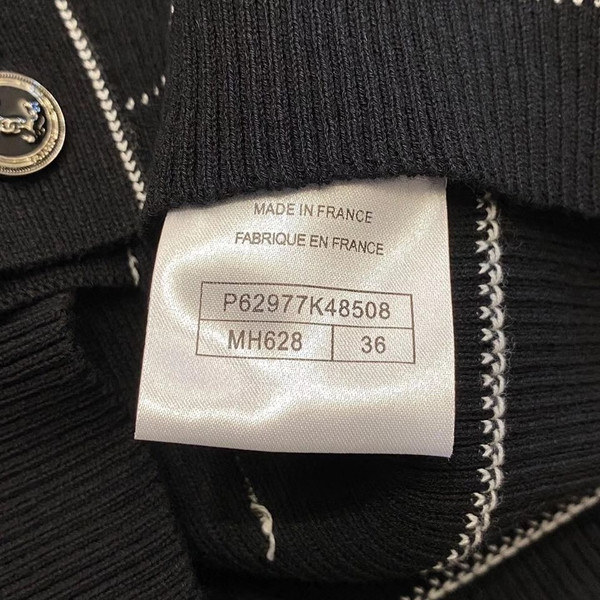 MADE IN FRANCE
FABRIQUE EN FRANCE
P62977K48508
MH628 36